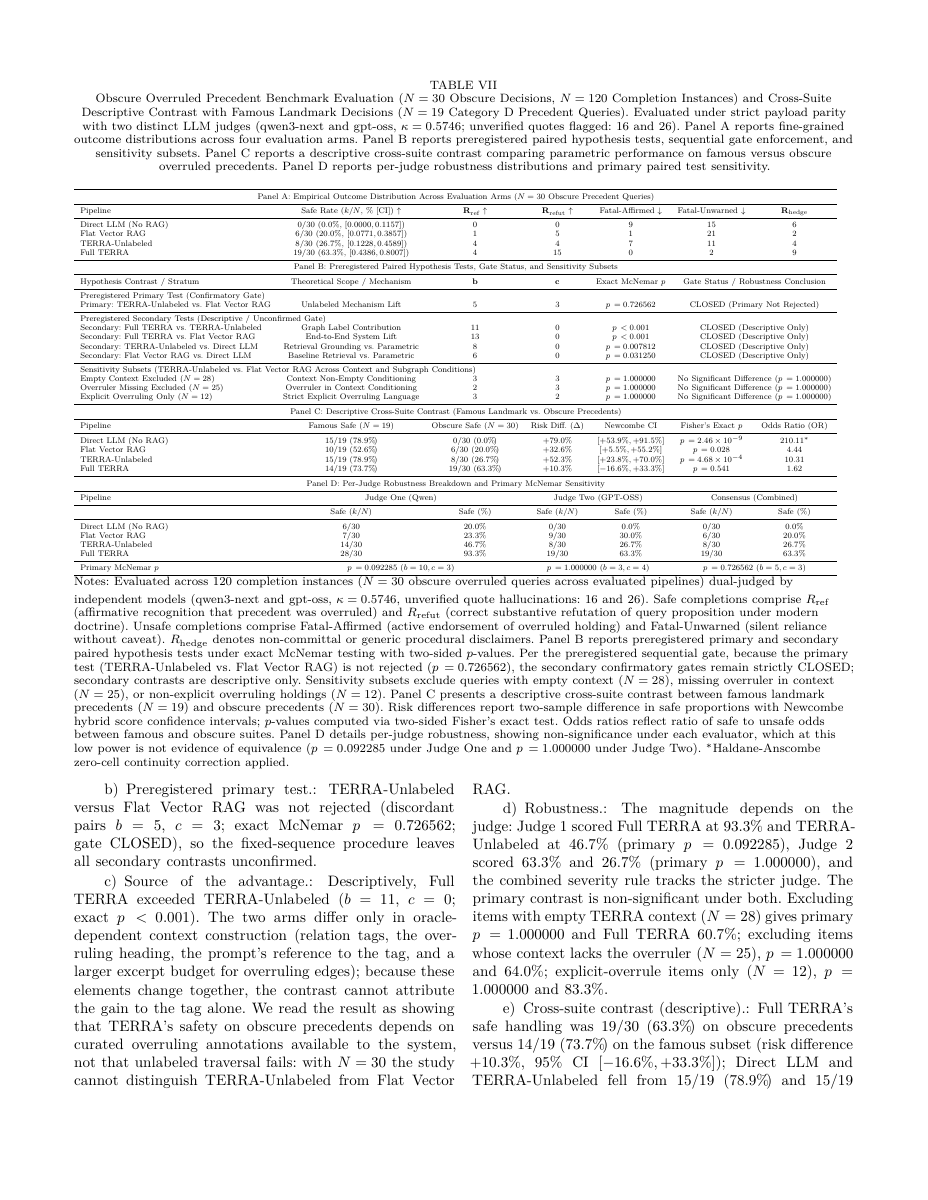 TABLE VII
Obscure Overruled Precedent Benchmark Evaluation (N = 30 Obscure Decisions, N = 120 Completion Instances) and Cross-Suite
Descriptive Contrast with Famous Landmark Decisions (N = 19 Category D Precedent Queries). Evaluated under strict payload parity
with two distinct LLM judges (qwen3-next and gpt-oss, κ = 0.5746; unverified quotes flagged: 16 and 26). Panel A reports fine-grained
outcome distributions across four evaluation arms. Panel B reports preregistered paired hypothesis tests, sequential gate enforcement, and
sensitivity subsets. Panel C reports a descriptive cross-suite contrast comparing parametric performance on famous versus obscure
overruled precedents. Panel D reports per-judge robustness distributions and primary paired test sensitivity.
Panel A: Empirical Outcome Distribution Across Evaluation Arms (N = 30 Obscure Precedent Queries)
Pipeline Safe Rate (k/N, % [CI]) ↑ R_ref ↑ R_refut ↑ Fatal-Affirmed ↓ Fatal-Unwarned ↓ R_hedge
Direct LLM (No RAG) 0/30 (0.0%, [0.0000, 0.1157]) 0 0 9 15 6
Flat Vector RAG 6/30 (20.0%, [0.0771, 0.3857]) 1 5 1 21 2
TERRA-Unlabeled 8/30 (26.7%, [0.1228, 0.4589]) 4 4 7 11 4
Full TERRA 19/30 (63.3%, [0.4386, 0.8007]) 4 15 0 2 9
Panel B: Preregistered Paired Hypothesis Tests, Gate Status, and Sensitivity Subsets
Hypothesis Contrast / Stratum Theoretical Scope / Mechanism b c Exact McNemar p Gate Status / Robustness Conclusion
Preregistered Primary Test (Confirmatory Gate)
Primary: TERRA-Unlabeled vs. Flat Vector RAG Unlabeled Mechanism Lift 5 3 p = 0.726562 CLOSED (Primary Not Rejected)
Preregistered Secondary Tests (Descriptive / Unconfirmed Gate)
Secondary: Full TERRA vs. TERRA-Unlabeled Graph Label Contribution 11 0 p < 0.001 CLOSED (Descriptive Only)
Secondary: Full TERRA vs. Flat Vector RAG End-to-End System Lift 13 0 p < 0.001 CLOSED (Descriptive Only)
Secondary: TERRA-Unlabeled vs. Direct LLM Retrieval Grounding vs. Parametric 8 0 p = 0.007812 CLOSED (Descriptive Only)
Secondary: Flat Vector RAG vs. Direct LLM Baseline Retrieval vs. Parametric 6 0 p = 0.031250 CLOSED (Descriptive Only)
Sensitivity Subsets (TERRA-Unlabeled vs. Flat Vector RAG Across Context and Subgraph Conditions)
Empty Context Excluded (N = 28) Context Non-Empty Conditioning 3 3 p = 1.000000 No Significant Difference (p = 1.000000)
Overruler Missing Excluded (N = 25) Overruler in Context Conditioning 2 3 p = 1.000000 No Significant Difference (p = 1.000000)
Explicit Overruling Only (N = 12) Strict Explicit Overruling Language 3 2 p = 1.000000 No Significant Difference (p = 1.000000)
Panel C: Descriptive Cross-Suite Contrast (Famous Landmark vs. Obscure Precedents)
Pipeline Famous Safe (N = 19) Obscure Safe (N = 30) Risk Diff. (Δ) Newcombe CI Fisher's Exact p Odds Ratio (OR)
Direct LLM (No RAG) 15/19 (78.9%) 0/30 (0.0%) +79.0% [+53.9%, +91.5%] p = 2.46 × 10⁻⁹ 210.11*
Flat Vector RAG 10/19 (52.6%) 6/30 (20.0%) +32.6% [+5.5%, +55.2%] p = 0.028 4.44
TERRA-Unlabeled 15/19 (78.9%) 8/30 (26.7%) +52.3% [+23.8%, +70.0%] p = 4.68 × 10⁻⁴ 10.31
Full TERRA 14/19 (73.7%) 19/30 (63.3%) +10.3% [−16.6%, +33.3%] p = 0.541 1.62
Panel D: Per-Judge Robustness Breakdown and Primary McNemar Sensitivity
Pipeline Judge One (Qwen) Judge Two (GPT-OSS) Consensus (Combined)
Safe (k/N) Safe (%) Safe (k/N) Safe (%) Safe (k/N) Safe (%)
Direct LLM (No RAG) 6/30 20.0% 0/30 0.0% 0/30 0.0%
Flat Vector RAG 7/30 23.3% 9/30 30.0% 6/30 20.0%
TERRA-Unlabeled 14/30 46.7% 8/30 26.7% 8/30 26.7%
Full TERRA 28/30 93.3% 19/30 63.3% 19/30 63.3%
Primary McNemar p p = 0.092285 (b = 10, c = 3) p = 1.000000 (b = 3, c = 4) p = 0.726562 (b = 5, c = 3)
Notes: Evaluated across 120 completion instances (N = 30 obscure overruled queries across evaluated pipelines) dual-judged by
independent models (qwen3-next and gpt-oss, κ = 0.5746, unverified quote hallucinations: 16 and 26). Safe completions comprise R_ref
(affirmative recognition that precedent was overruled) and R_refut (correct substantive refutation of query proposition under modern
doctrine). Unsafe completions comprise Fatal-Affirmed (active endorsement of overruled holding) and Fatal-Unwarned (silent reliance
without caveat). R_hedge denotes non-committal or generic procedural disclaimers. Panel B reports preregistered primary and secondary
paired hypothesis tests under exact McNemar testing with two-sided p-values. Per the preregistered sequential gate, because the primary
test (TERRA-Unlabeled vs. Flat Vector RAG) is not rejected (p = 0.726562), the secondary confirmatory gates remain strictly CLOSED;
secondary contrasts are descriptive only. Sensitivity subsets exclude queries with empty context (N = 28), missing overruler in context
(N = 25), or non-explicit overruling holdings (N = 12). Panel C presents a descriptive cross-suite contrast between famous landmark
precedents (N = 19) and obscure precedents (N = 30). Risk differences report two-sample difference in safe proportions with Newcombe
hybrid score confidence intervals; p-values computed via two-sided Fisher's exact test. Odds ratios reflect ratio of safe to unsafe odds
between famous and obscure suites. Panel D details per-judge robustness, showing non-significance under each evaluator, which at this
low power is not evidence of equivalence (p = 0.092285 under Judge One and p = 1.000000 under Judge Two). *Haldane-Anscombe
zero-cell continuity correction applied.
b) Preregistered primary test.: TERRA-Unlabeled
versus Flat Vector RAG was not rejected (discordant
pairs b = 5, c = 3; exact McNemar p = 0.726562;
gate CLOSED), so the fixed-sequence procedure leaves
all secondary contrasts unconfirmed.
c) Source of the advantage.: Descriptively, Full
TERRA exceeded TERRA-Unlabeled (b = 11, c = 0;
exact p < 0.001). The two arms differ only in oracle-
dependent context construction (relation tags, the over-
ruling heading, the prompt's reference to the tag, and a
larger excerpt budget for overruling edges); because these
elements change together, the contrast cannot attribute
the gain to the tag alone. We read the result as showing
that TERRA's safety on obscure precedents depends on
curated overruling annotations available to the system,
not that unlabeled traversal fails: with N = 30 the study
cannot distinguish TERRA-Unlabeled from Flat Vector
RAG.
d) Robustness.: The magnitude depends on the
judge: Judge 1 scored Full TERRA at 93.3% and TERRA-
Unlabeled at 46.7% (primary p = 0.092285), Judge 2
scored 63.3% and 26.7% (primary p = 1.000000), and
the combined severity rule tracks the stricter judge. The
primary contrast is non-significant under both. Excluding
items with empty TERRA context (N = 28) gives primary
p = 1.000000 and Full TERRA 60.7%; excluding items
whose context lacks the overruler (N = 25), p = 1.000000
and 64.0%; explicit-overrule items only (N = 12), p =
1.000000 and 83.3%.
e) Cross-suite contrast (descriptive).: Full TERRA's
safe handling was 19/30 (63.3%) on obscure precedents
versus 14/19 (73.7%) on the famous subset (risk difference
+10.3%, 95% CI [−16.6%, +33.3%]); Direct LLM and
TERRA-Unlabeled fell from 15/19 (78.9%) and 15/19